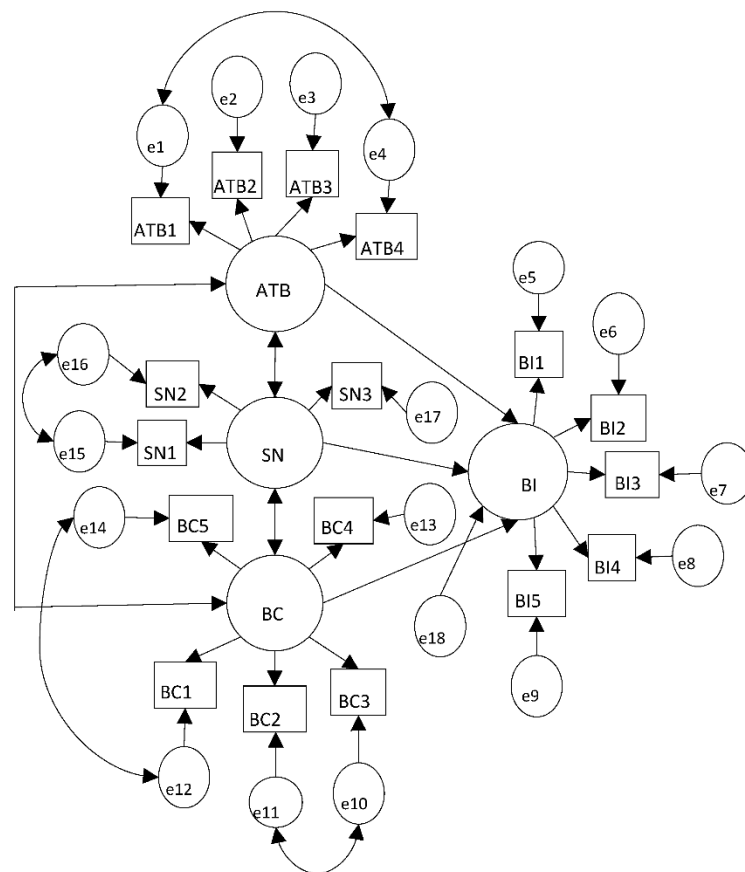 e2
e3
e1
e4
ATB2
ATB3
ATB1
ATB4
ATB
e5
e6
e16
SN2
SN3
BI1
e17
BI2
e15
SN1
SN
BI
BI3
e7
e14
BC5
BC4
e13
BI4
e8
BC
BI5
e18
BC1
BC2
BC3
e9
e12
e11
e10